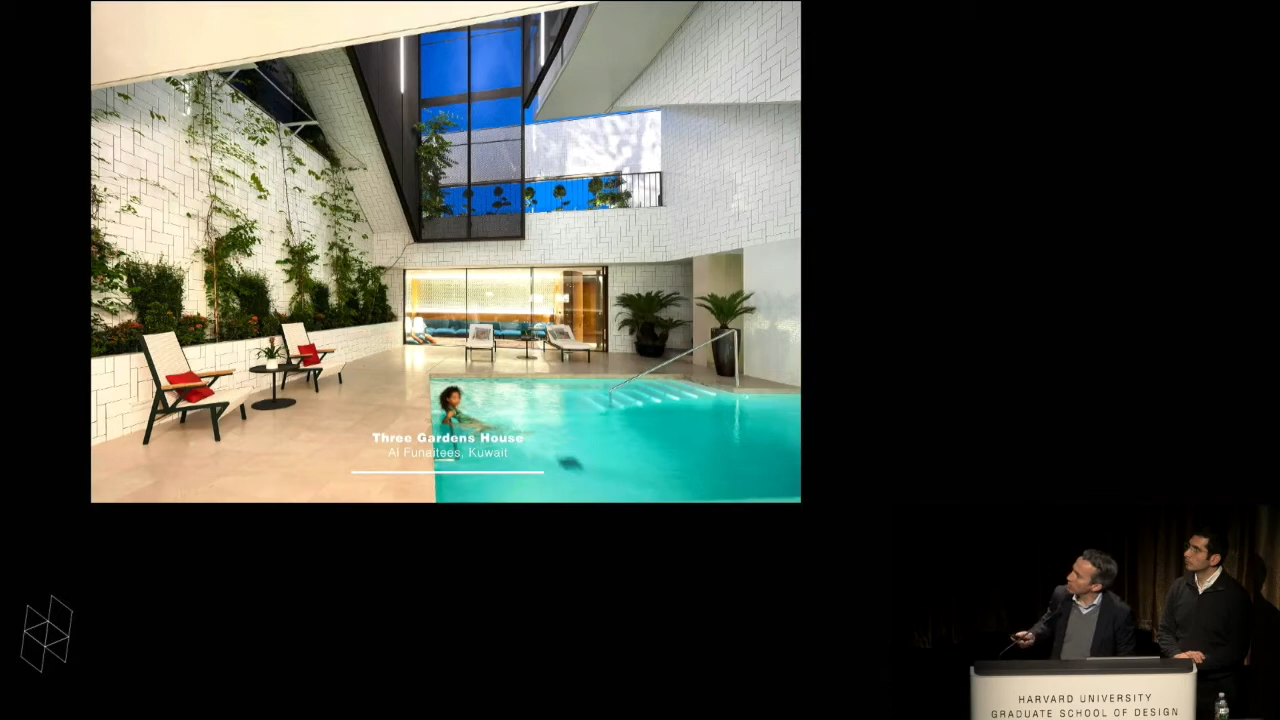 Three Gardens House
Al Funaitees, Kuwait
HARVARD UNIVERSITY
GRADUATE SCHOOL OF DESIGN